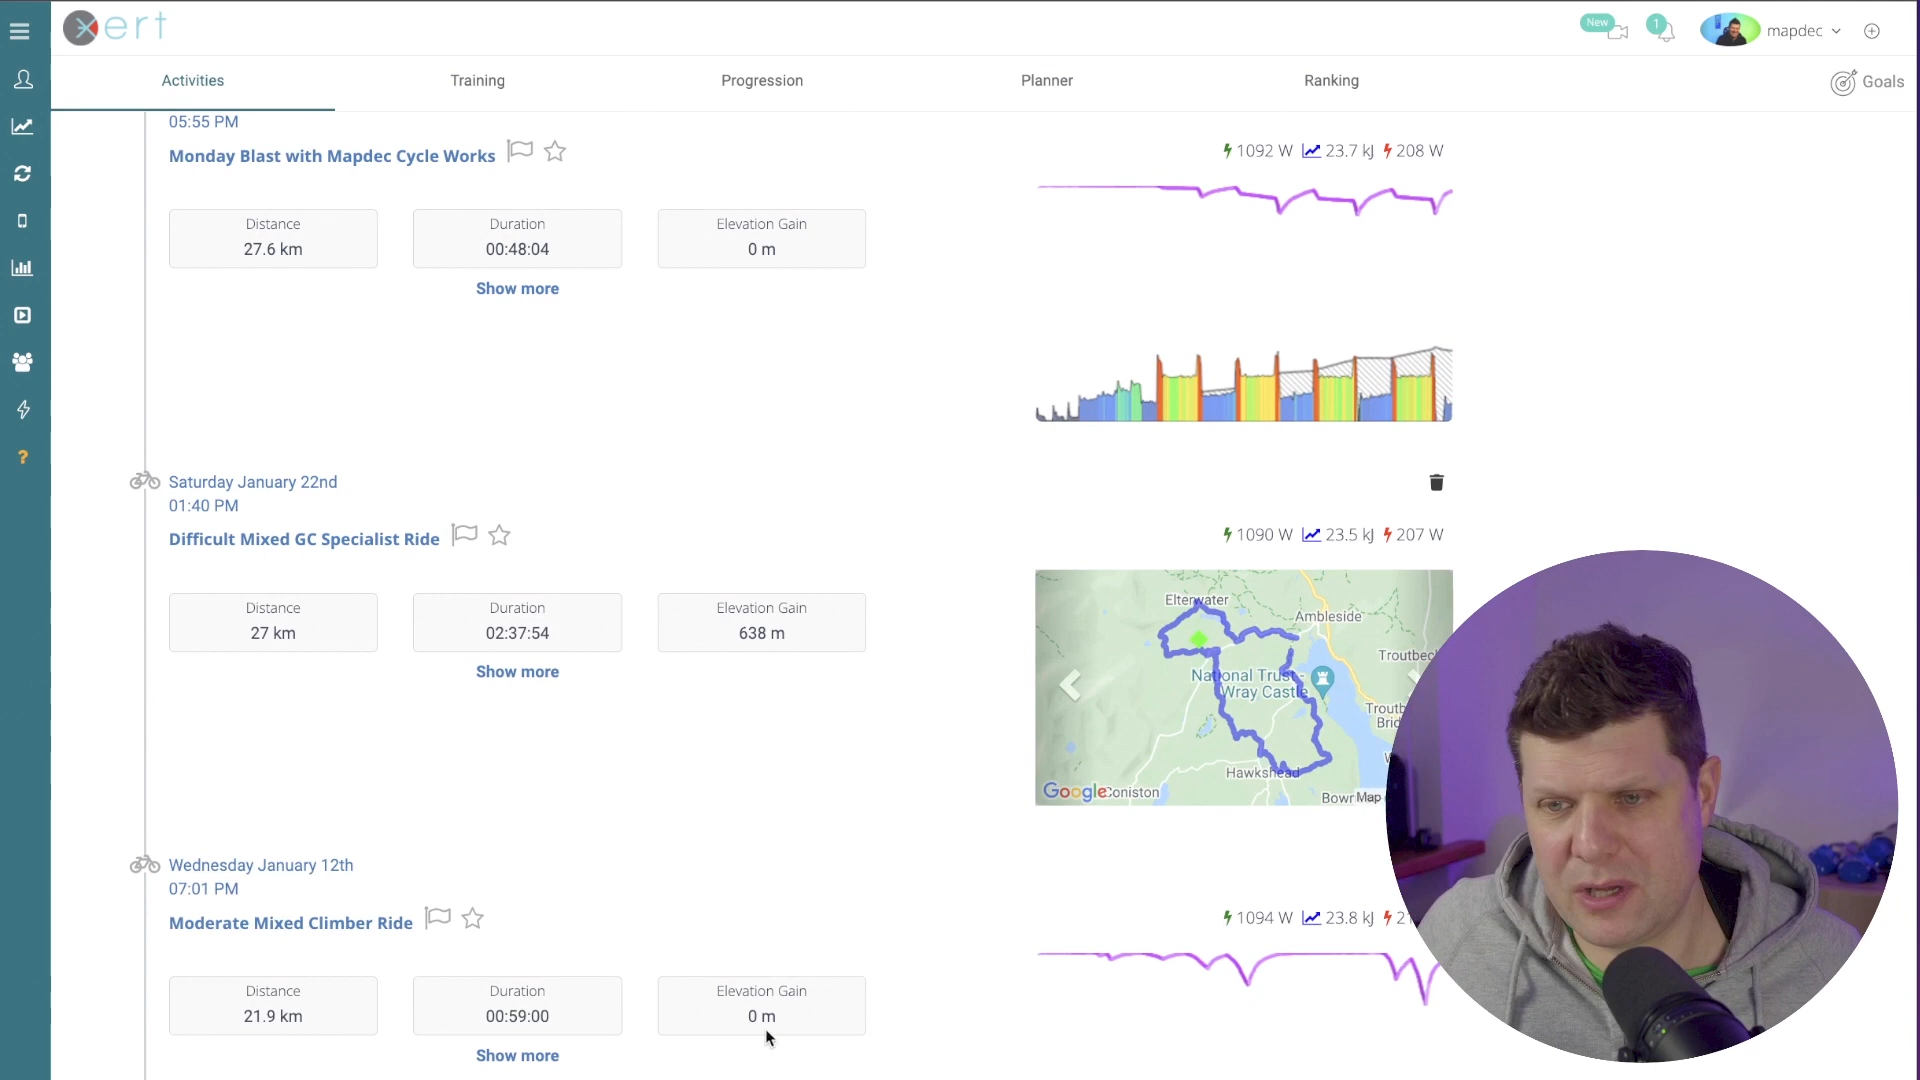 xert
New
1
mapdec
Activities
Training
Progression
Planner
Ranking
Goals
05:55 PM
Monday Blast with Mapdec Cycle Works
1092 W 23.7 kJ 208 W
Distance
27.6 km
Duration
00:48:04
Elevation Gain
0 m
Show more
Saturday January 22nd
01:40 PM
Difficult Mixed GC Specialist Ride
1090 W 23.5 kJ 207 W
Distance
27 km
Duration
02:37:54
Elevation Gain
638 m
Show more
Elterwater
Ambleside
Troutbec
National Trust -
Wray Castle
Troutb
Brid
Hawkshead
Google
Coniston
Bowr
Map
Wednesday January 12th
07:01 PM
Moderate Mixed Climber Ride
1094 W 23.8 kJ 21
Distance
21.9 km
Duration
00:59:00
Elevation Gain
0 m
Show more
?